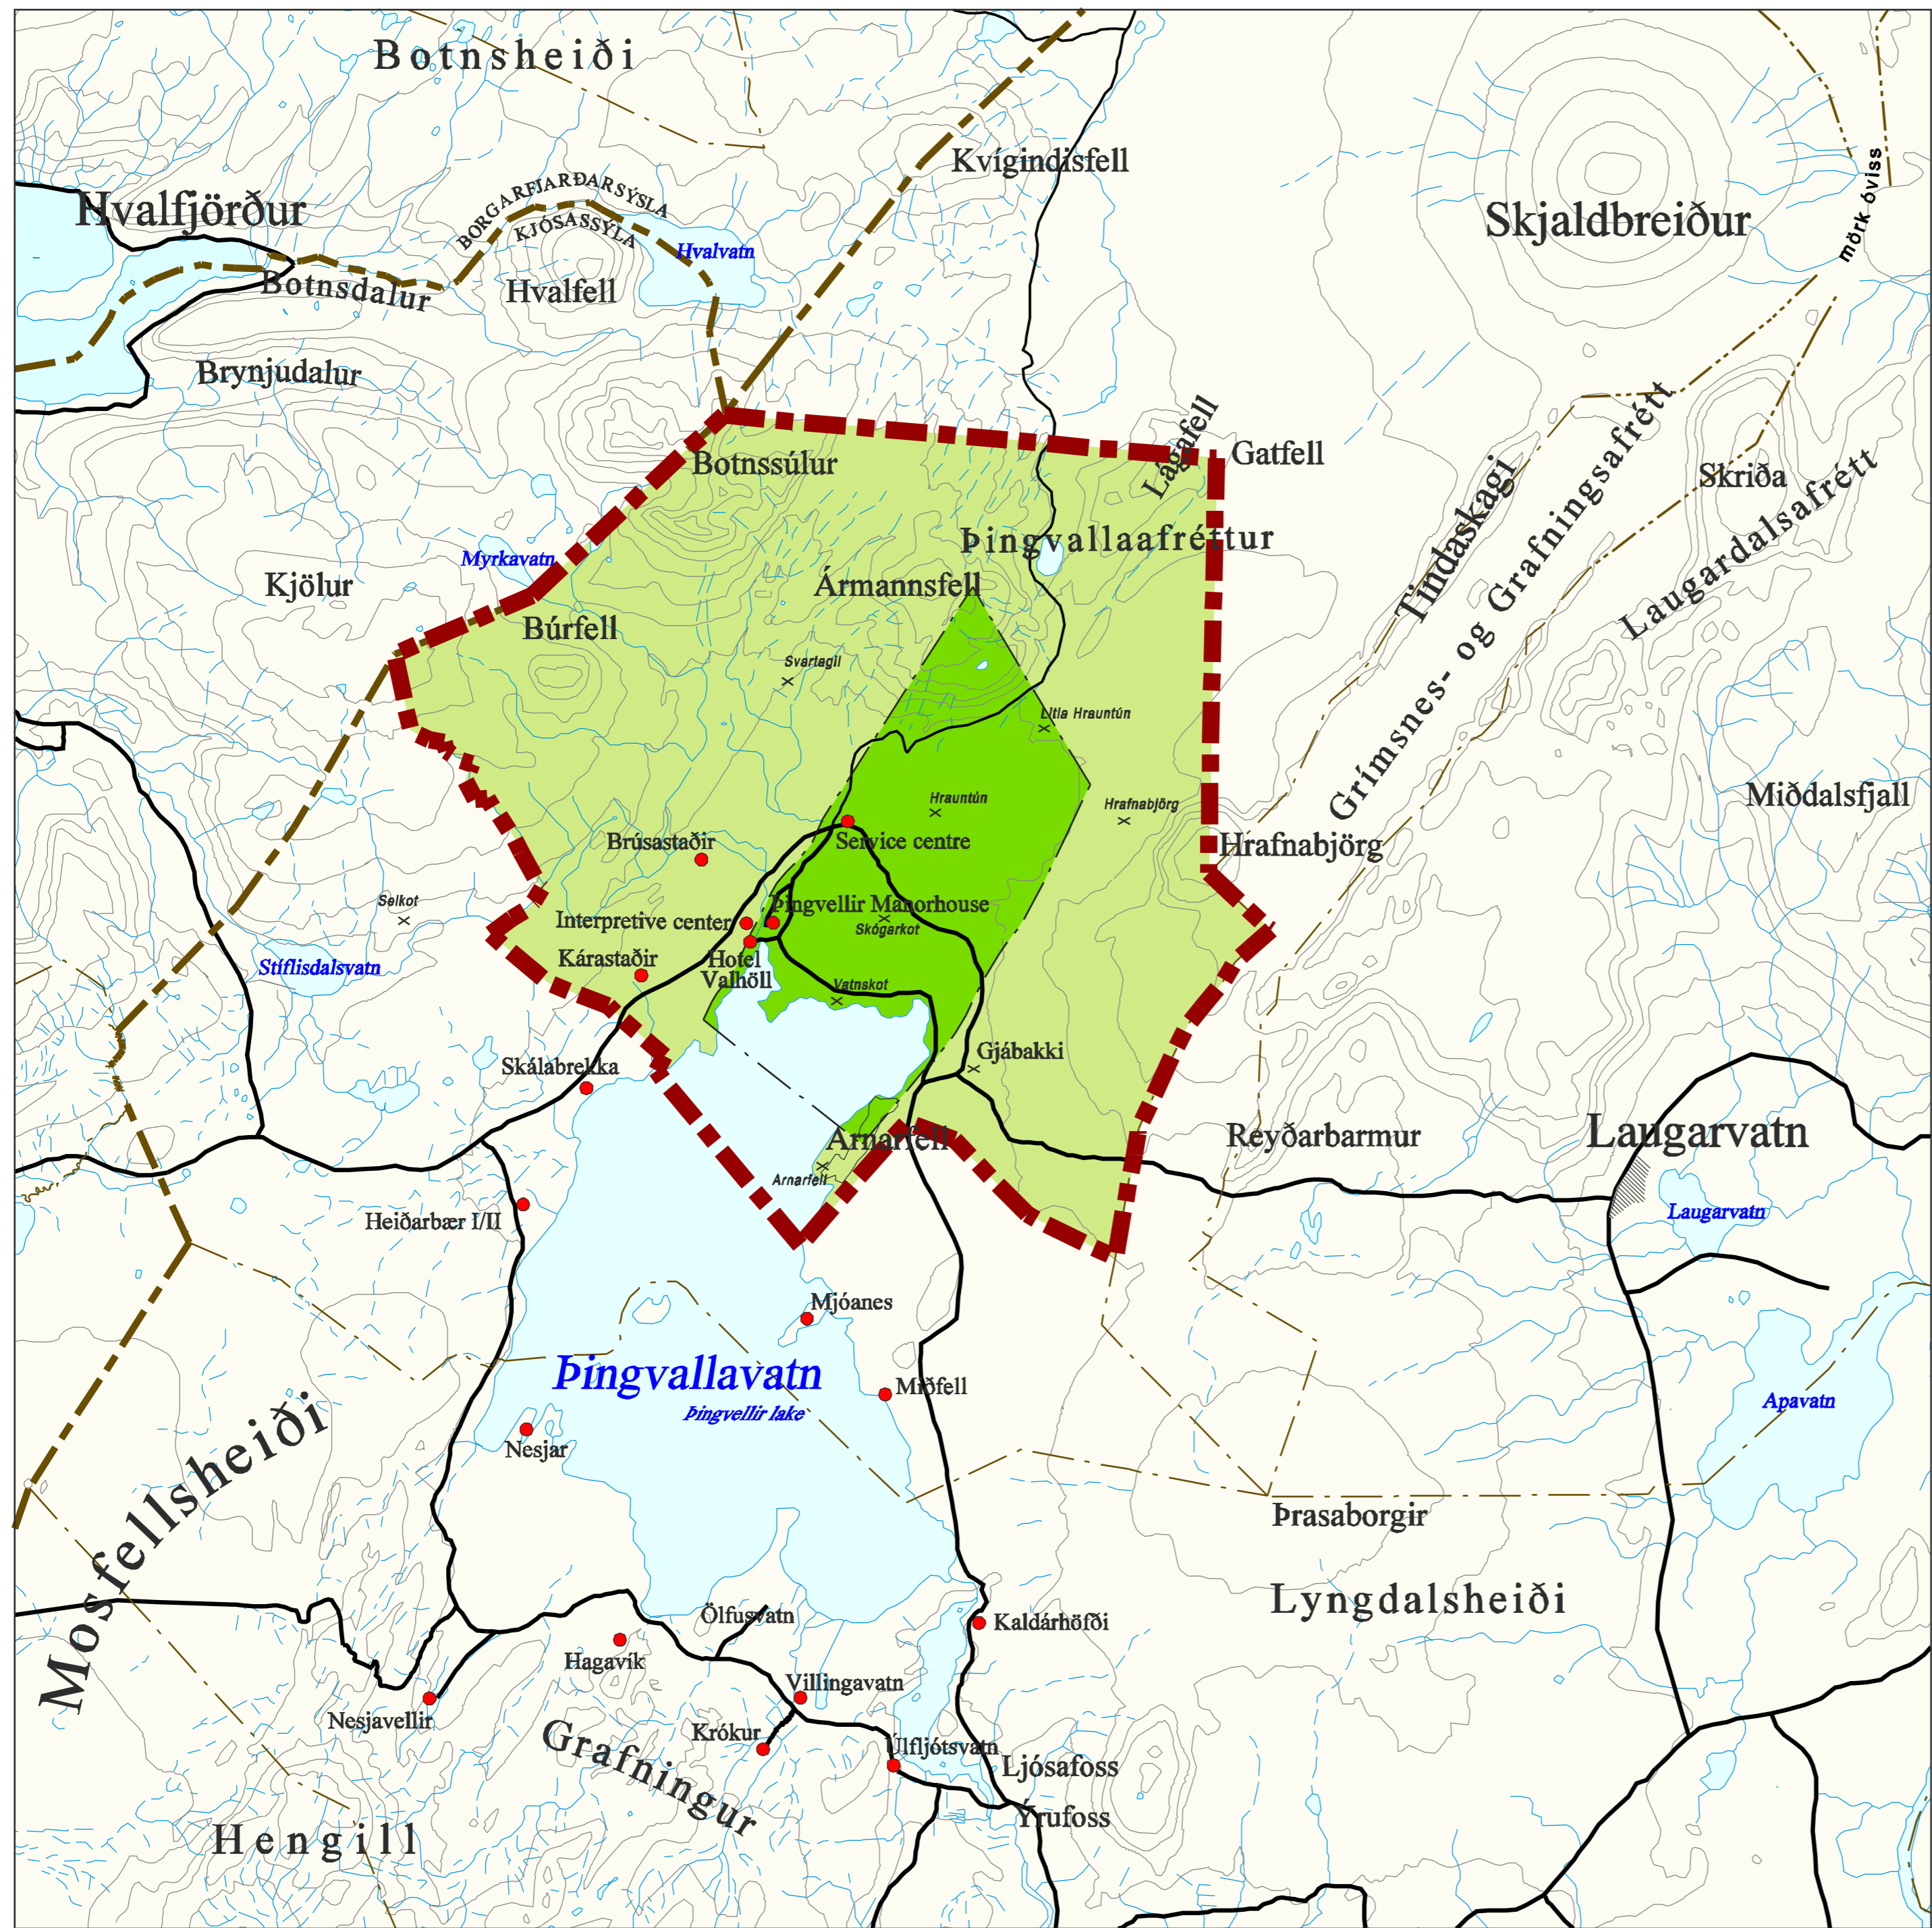 Botnsheiði
Kvígindisfell
mörk óviss
Hvalfjörður
BORGARFJARÐARSÝSLA
KJÓSASSÝLA
Skjaldbreiður
Hvalvatn
Botnsdalur
Hvalfell
Brynjudalur
Lágafell
Gatfell
Botnssúlur
Tindaskagi
Grímsnes- og Grafningsafrétt
Skriða
Laugardalsafrétt
Þingvallaafréttur
Myrkavatn
Kjölur
Ármannsfell
Búrfell
Svartagil
Litla Hrauntún
Hrauntún
Hrafnabjörg
Miðdalsfjall
Brúsastaðir
Service centre
Hrafnabjörg
Selkot
Interpretive center
Þingvellir Manorhouse
Skógarkot
Stíflisdalsvatn
Kárastaðir
Hotel
Valhöll
Vatnskot
Gjábakki
Skálabrekka
Arnarfell
Reyðarbarmur
Laugarvatn
Arnarfell
Heiðarbær I/II
Laugarvatn
Mjóanes
Þingvallavatn
Þingvellir lake
Miðfell
Apavatn
Nesjar
Mosfellsheiði
Þrasaborgir
Lyngdalsheiði
Ölfusvatn
Kaldárhöfði
Hagavík
Villingavatn
Nesjavellir
Krókur
Úlfljótsvatn
Grafningur
Ljósafoss
Ýrufoss
Hengill